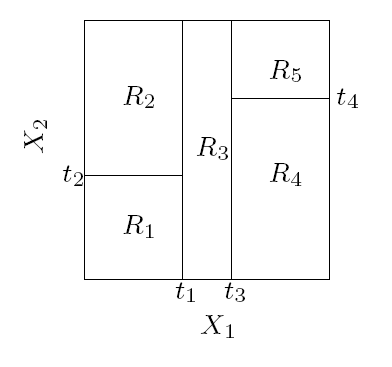 R₅
R₂
t₄
X₂
R₃
t₂
R₄
R₁
t₁ t₃
X₁